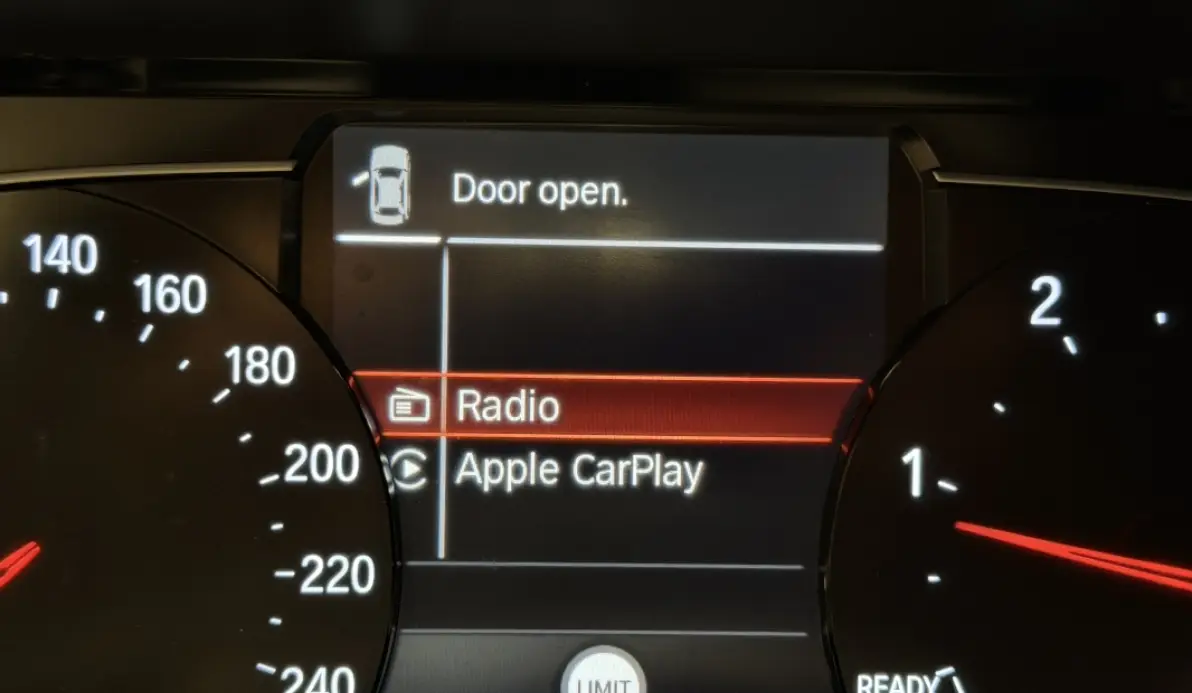 Door open.
140
160
180
200
220
240
Radio
Apple CarPlay
LIMIT
2
1
READY